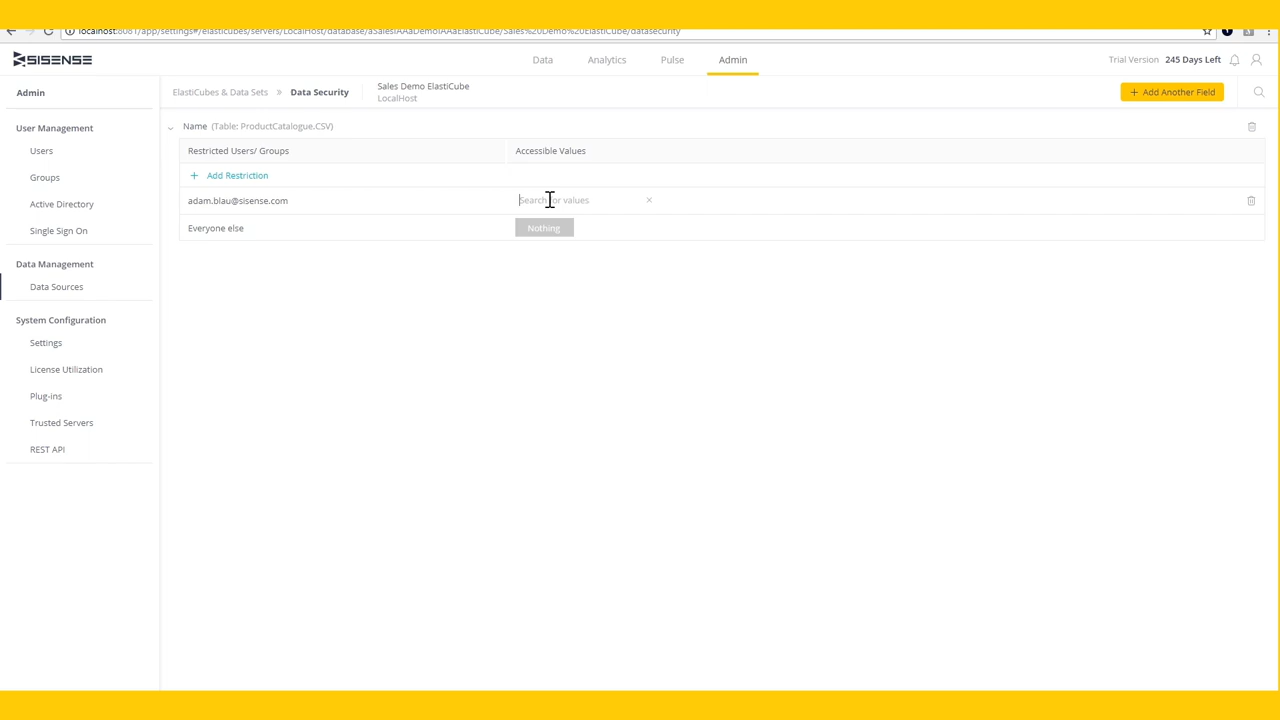 localhost:8081/app/settings#/elasticubes/servers/LocalHost/database/aSalesIAAaDemoIAAaElastiCube/Sales%20Demo%20ElastiCube/datasecurity
SISENSE
Data
Analytics
Pulse
Admin
Trial Version 245 Days Left
Admin
ElastiCubes & Data Sets » Data Security
Sales Demo ElastiCube
LocalHost
+ Add Another Field
User Management
Users
Groups
Active Directory
Single Sign On
Data Management
Data Sources
System Configuration
Settings
License Utilization
Plug-ins
Trusted Servers
REST API
Name (Table: ProductCatalogue.CSV)
Restricted Users/ Groups
Accessible Values
+ Add Restriction
adam.blau@sisense.com
Search for values
Everyone else
Nothing